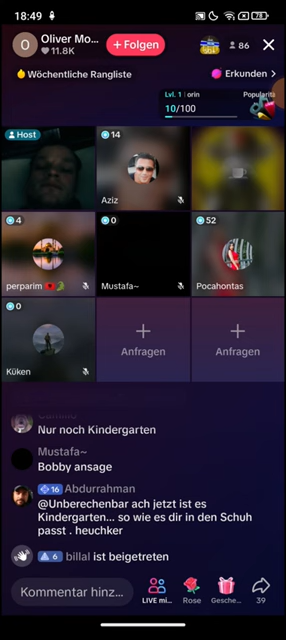 18:49
78
O
Oliver Mo...
11.8K
+ Folgen
86
Wöchentliche Rangliste
Erkunden >
Lvl. 1
orin
Popularitä
10/100
Host
14
Aziz
4
perparim
0
Mustafa~
52
Pocahontas
0
Küken
Anfragen
Anfragen
Nur noch Kindergarten
Mustafa~
Bobby ansage
16 Abdurrahman
@Unberechenbar ach jetzt ist es
Kindergarten... so wie es dir in den Schuh
passt . heuchker
6 billal ist beigetreten
Kommentar hinz...
LIVE mi...
Rose
Gesche...
39